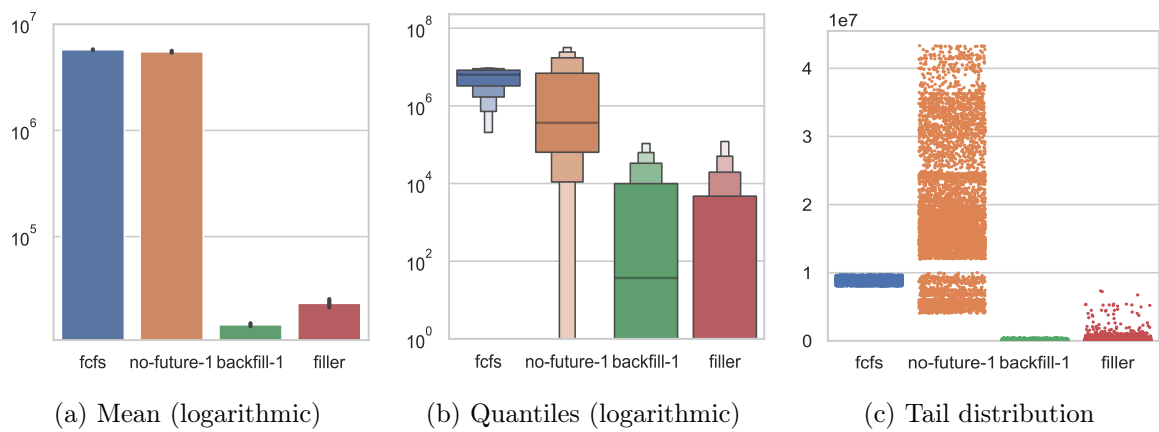 10^7
10^6
10^5
fcfs no-future-1 backfill-1 filler
(a) Mean (logarithmic)
10^8
10^6
10^4
10^2
10^0
fcfs no-future-1 backfill-1 filler
(b) Quantiles (logarithmic)
1e7
4
3
2
1
0
fcfs no-future-1 backfill-1 filler
(c) Tail distribution